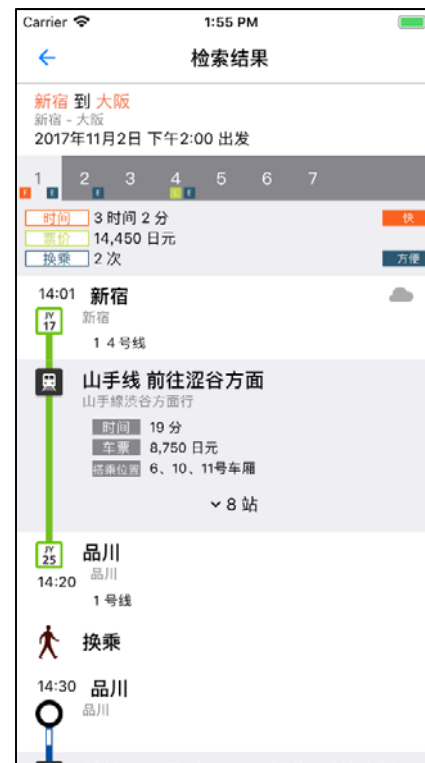 Carrier 1:55 PM
检索结果
新宿 到 大阪
新宿 - 大阪
2017年11月2日 下午2:00 出发
1 2 3 4 5 6 7
F E E L E
时间 3 时间 2 分 快
票价 14,450 日元
换乘 2 次 方便
14:01 新宿
JY 17 新宿
1 4 号线
山手线 前往涩谷方面
山手線渋谷方面行
时间 19 分
车票 8,750 日元
搭乘位置 6、10、11号车厢
8 站
JY 25 品川
品川
14:20
1 号线
换乘
14:30 品川
品川